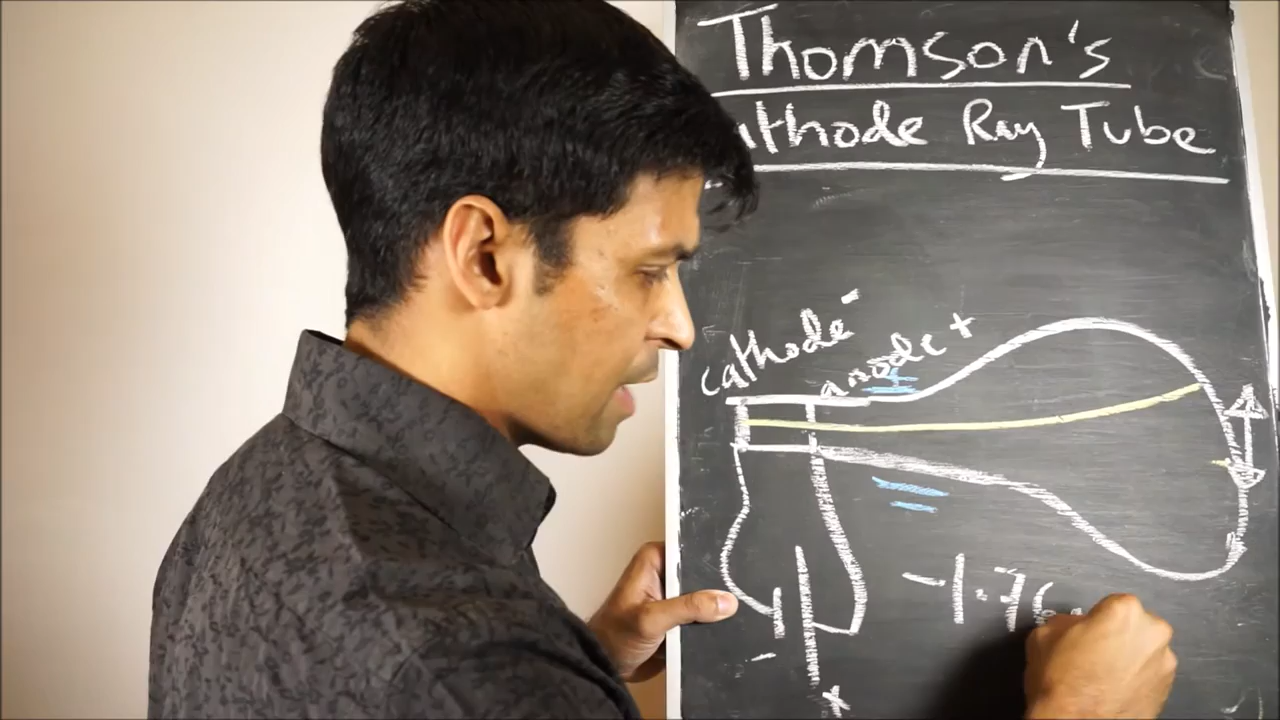 Thomson's
athode Ray Tube
cathode -
anode +
-1.76
-
+